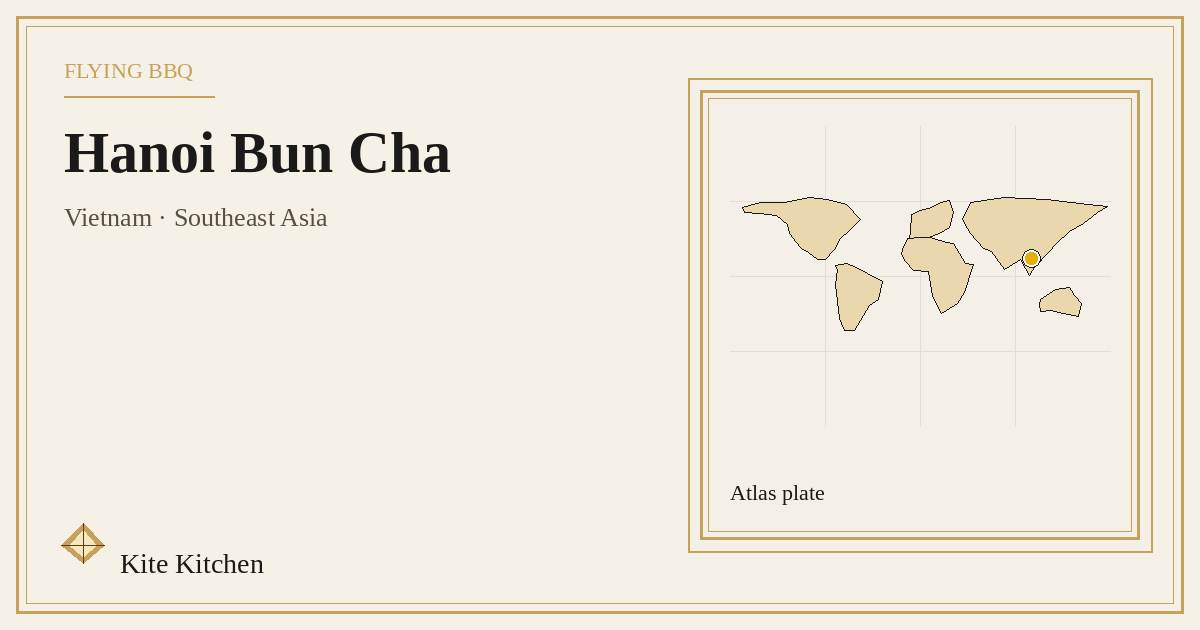 FLYING BBQ
Hanoi Bun Cha
Vietnam · Southeast Asia
Atlas plate
Kite Kitchen